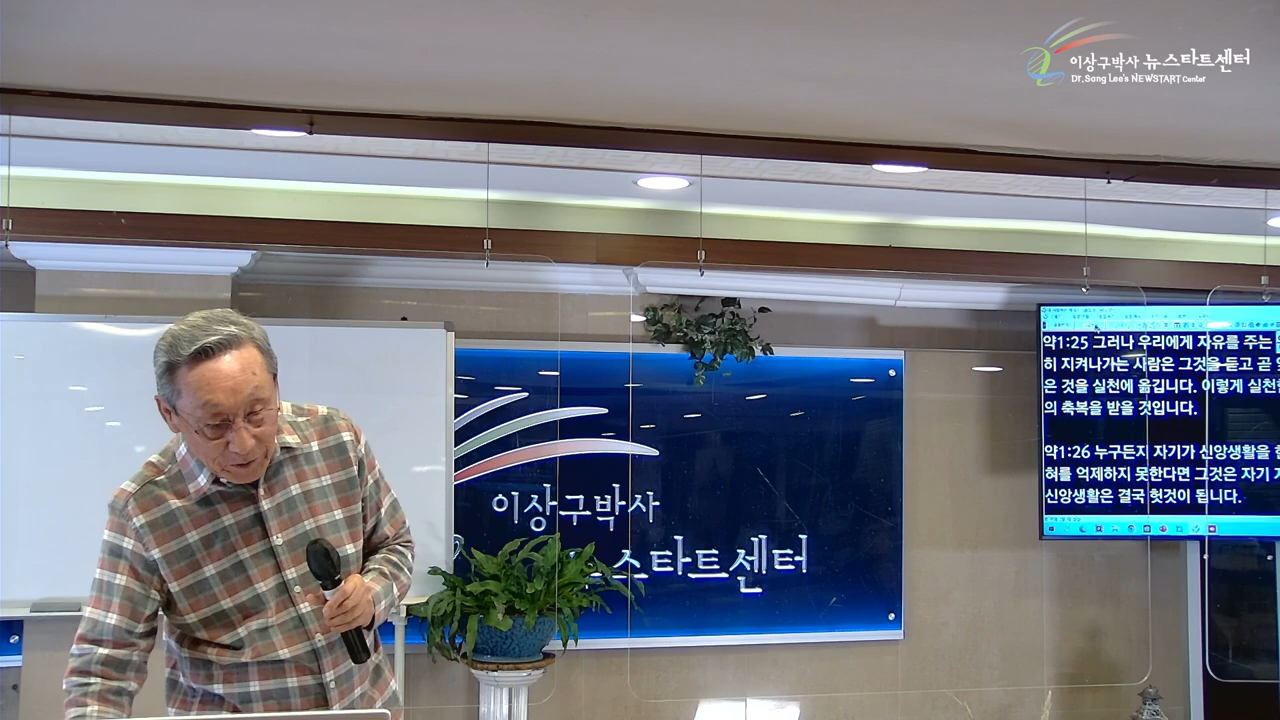 이상구박사 뉴스타트센터
Dr. Sang Lee's NEWSTART Center
약1:25 그러나 우리에게 자유를 주는
히 지켜나가는 사람은 그것을 듣고 곧
은 것을 실천에 옮깁니다. 이렇게 실천
의 축복을 받을 것입니다.
약1:26 누구든지 자기가 신앙생활을
혀를 억제하지 못한다면 그것은 자기
신앙생활은 결국 헛것이 됩니다.
이상구박사
스타트센터